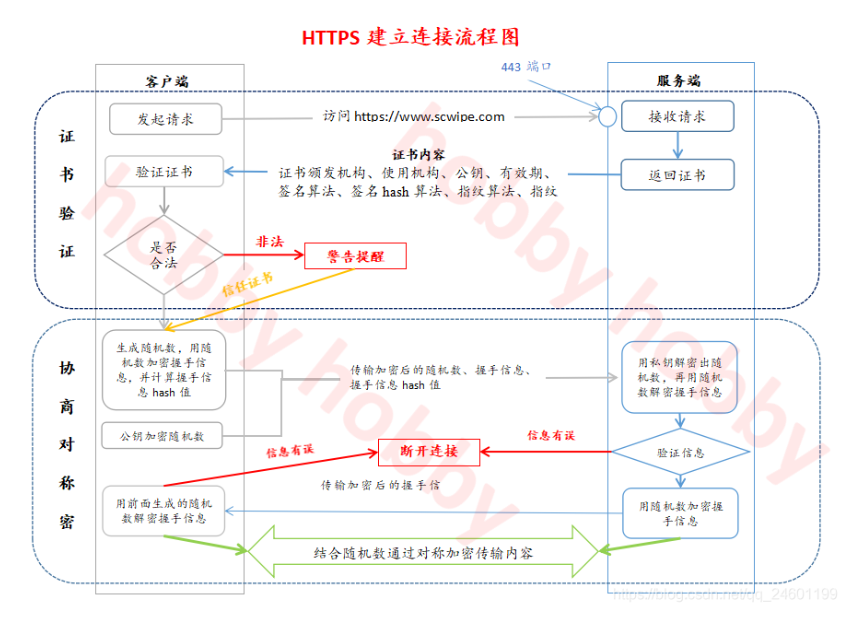 HTTPS 建立连接流程图
443 端口
客户端
服务端
发起请求
访问 https://www.scwipe.com
接收请求
证书验证
证书内容
验证证书
证书颁发机构、使用机构、公钥、有效期、
签名算法、签名 hash 算法、指纹算法、指纹
返回证书
是否
合法
非法
警告提醒
信任证书
协商对称密
生成随机数，用随
机数加密握手信
息，并计算握手信
息 hash 值
传输加密后的随机数、握手信息、
握手信息 hash 值
用私钥解密出随
机数，再用随机
数解密握手信息
公钥加密随机数
信息有误
断开连接
信息有误
验证信息
传输加密后的握手信
用前面生成的随机
数解密握手信息
用随机数加密握
手信息
结合随机数通过对称加密传输内容
hobby
hobby
hobby
hobby
https://blog.csdn.net/qq_24601199